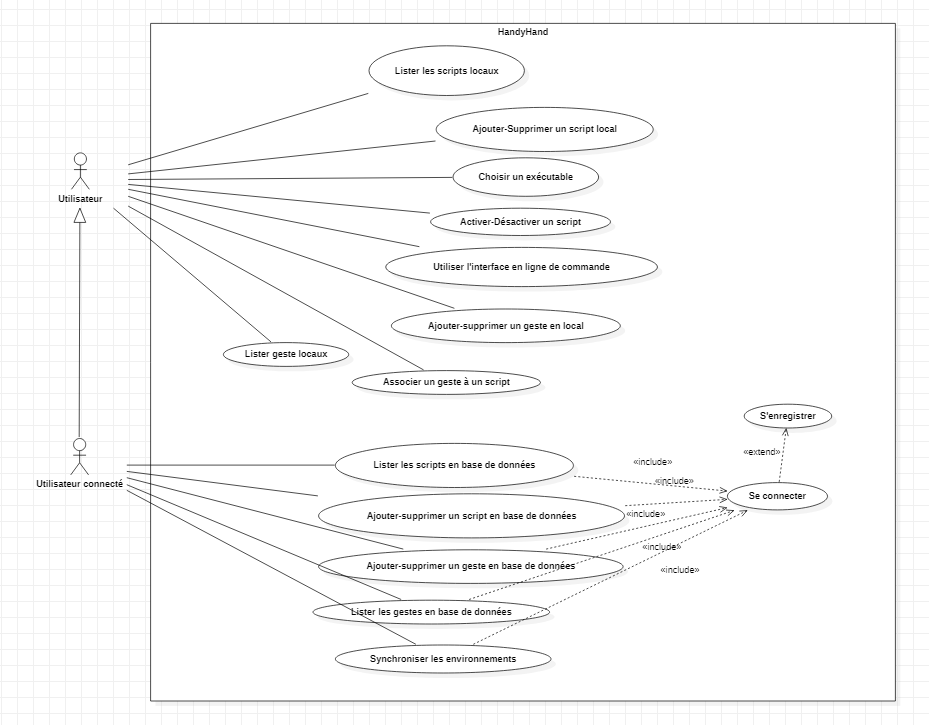 HandyHand
Lister les scripts locaux
Ajouter-Supprimer un script local
Choisir un exécutable
Utilisateur
Activer-Désactiver un script
Utiliser l'interface en ligne de commande
Ajouter-supprimer un geste en local
Lister geste locaux
Associer un geste à un script
S'enregistrer
«extend»
Lister les scripts en base de données
«include»
Utilisateur connecté
«include»
Se connecter
Ajouter-supprimer un script en base de données
«include»
«include»
Ajouter-supprimer un geste en base de données
«include»
Lister les gestes en base de données
Synchroniser les environnements